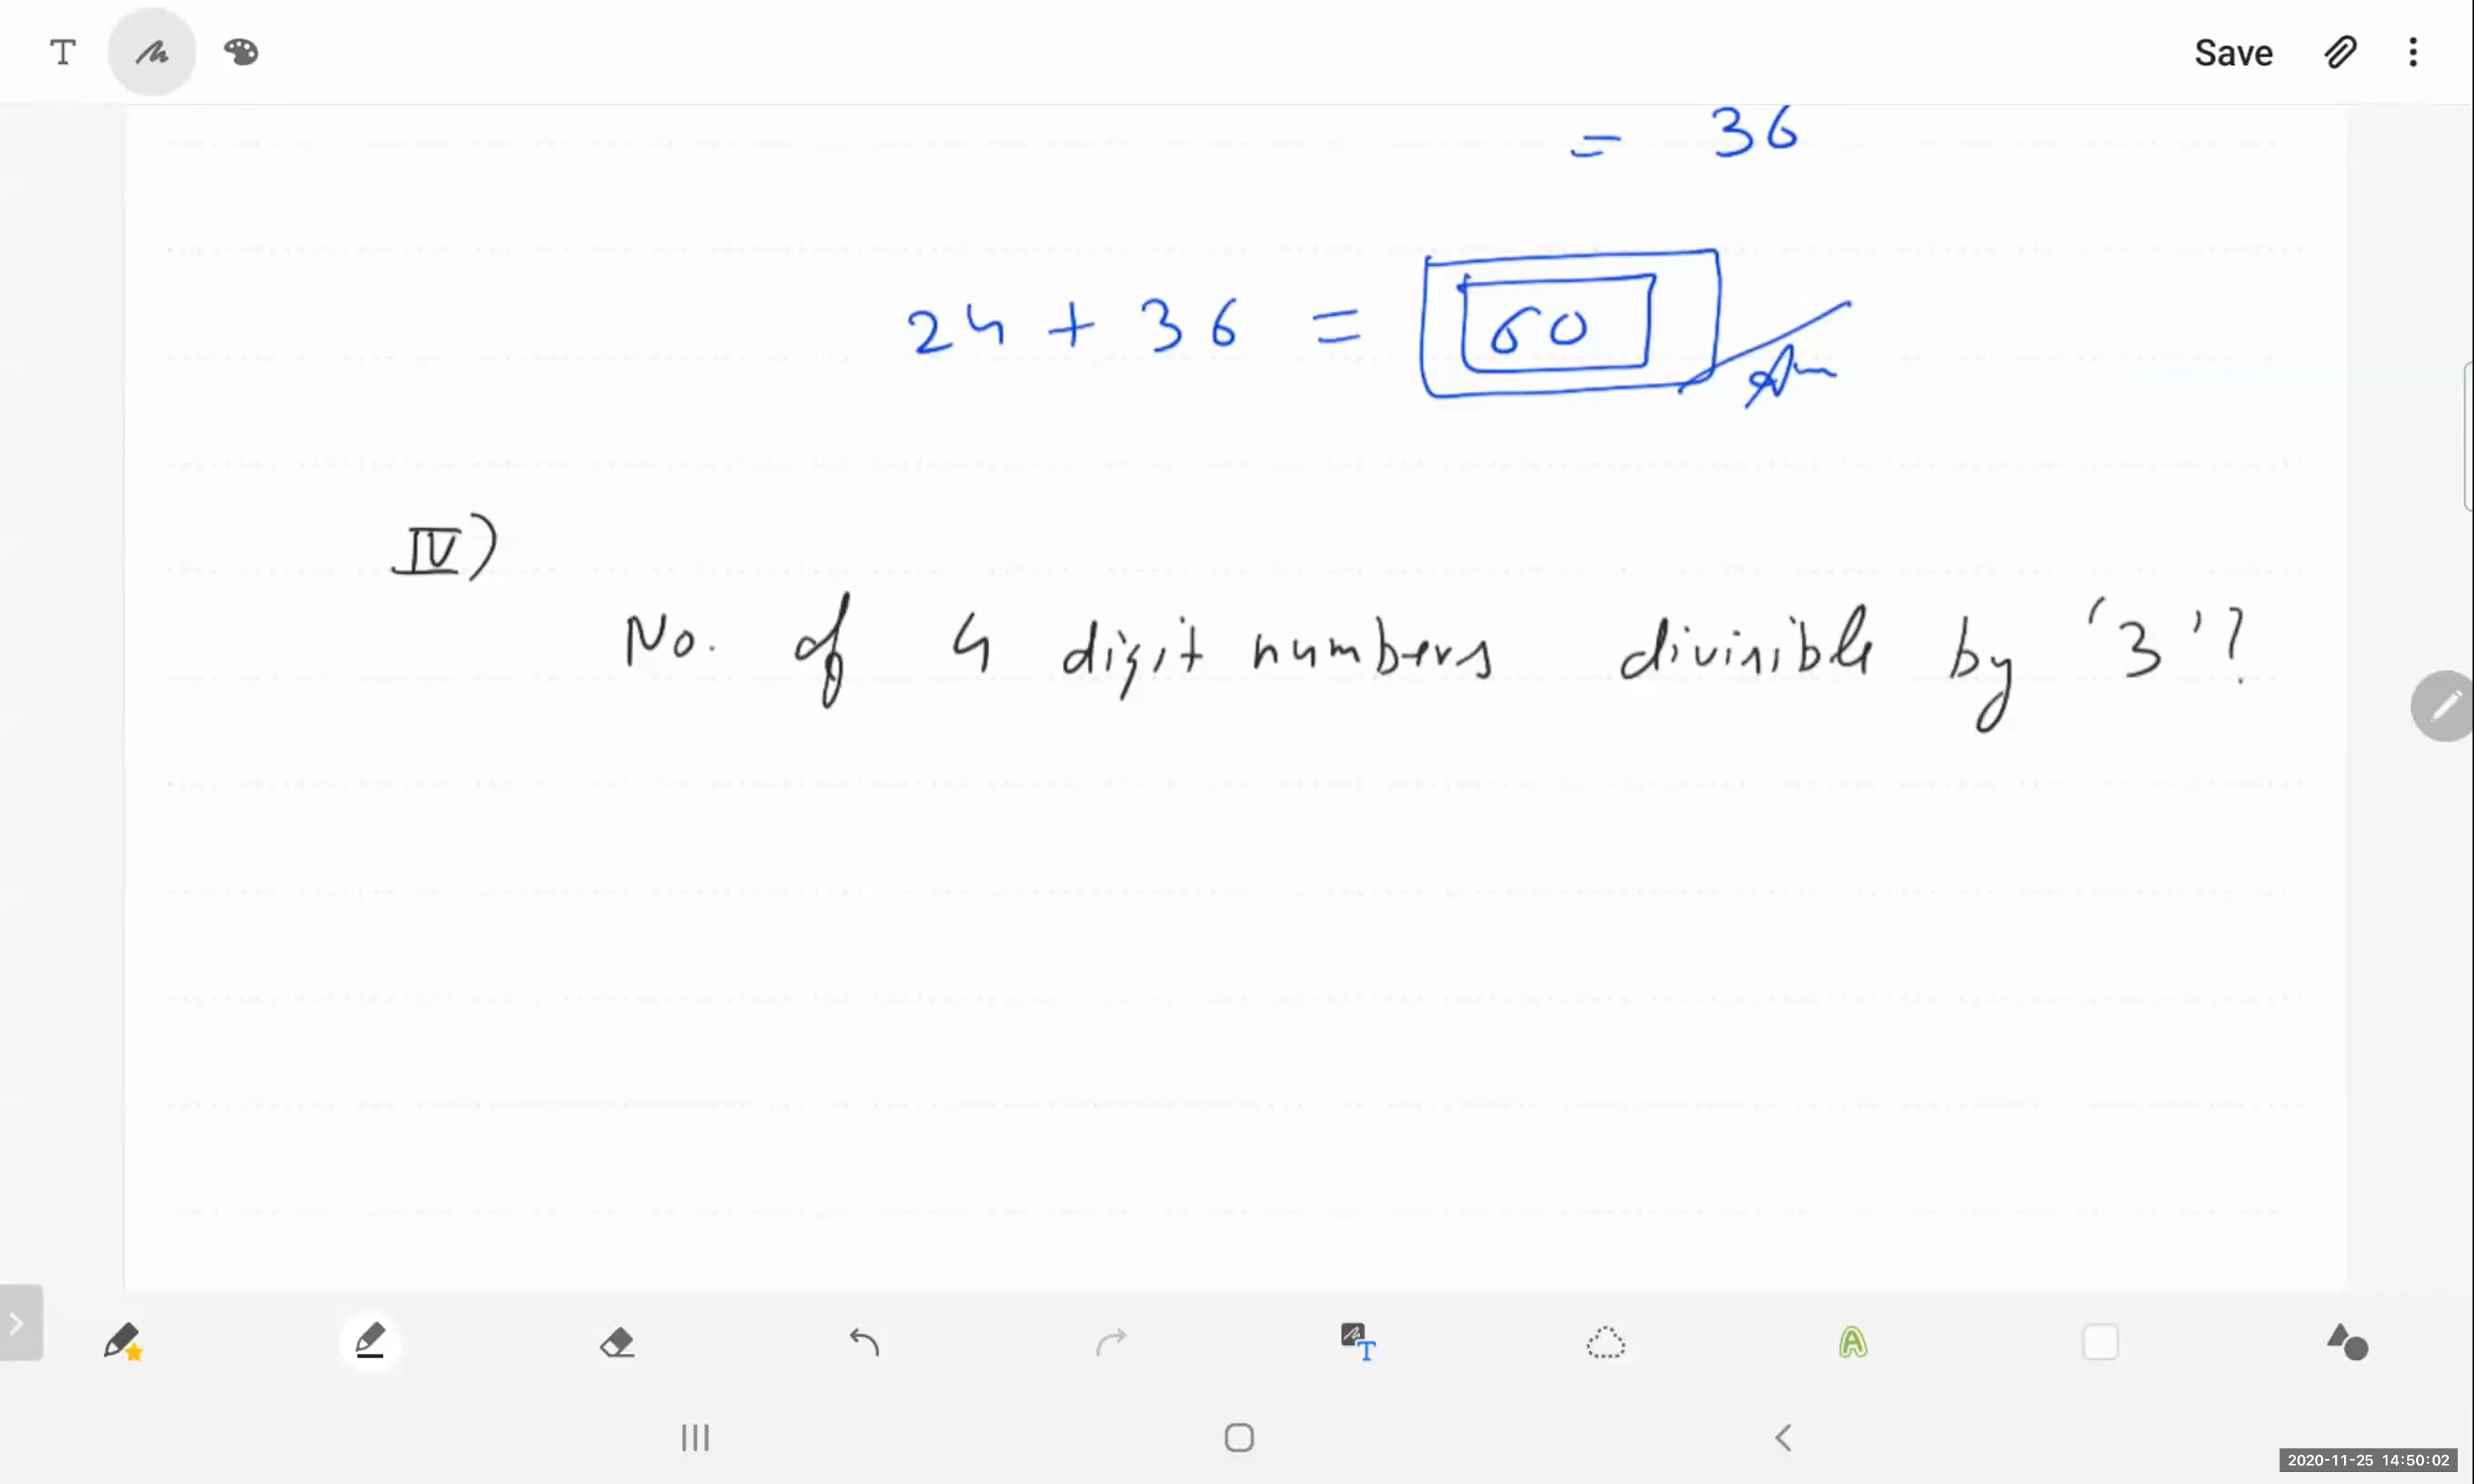 Save
= 36
24 + 36 = 60
Ans
IV)
No. of 4 digit numbers divisible by '3'?
2020-11-25 14:50:02